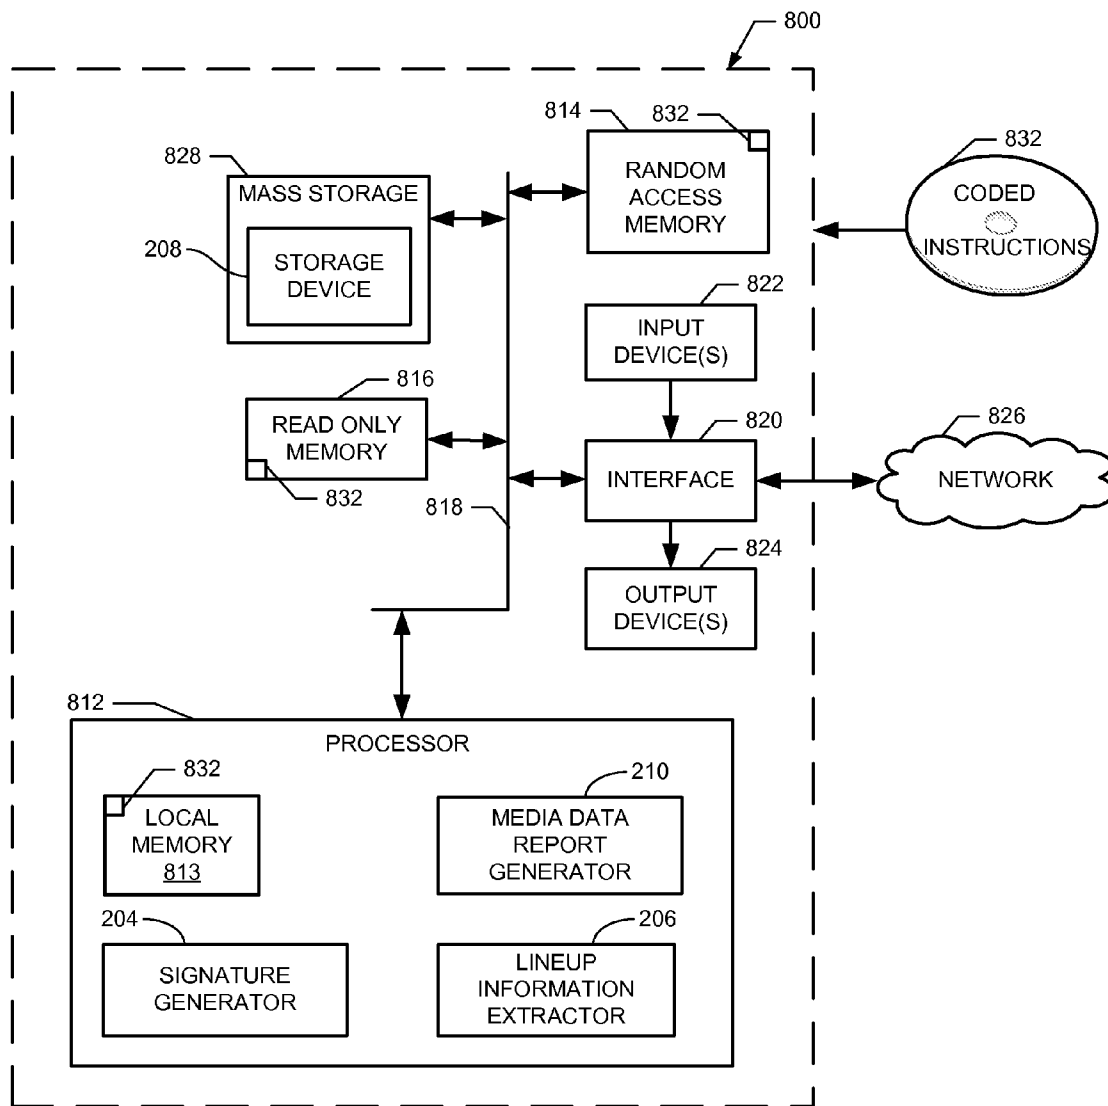 800
814
832
RANDOM
ACCESS
MEMORY
828
MASS STORAGE
208
STORAGE
DEVICE
832
CODED
INSTRUCTIONS
822
INPUT
DEVICE(S)
816
READ ONLY
MEMORY
832
818
820
INTERFACE
826
NETWORK
824
OUTPUT
DEVICE(S)
812
PROCESSOR
832
LOCAL
MEMORY
813
210
MEDIA DATA
REPORT
GENERATOR
204
SIGNATURE
GENERATOR
206
LINEUP
INFORMATION
EXTRACTOR